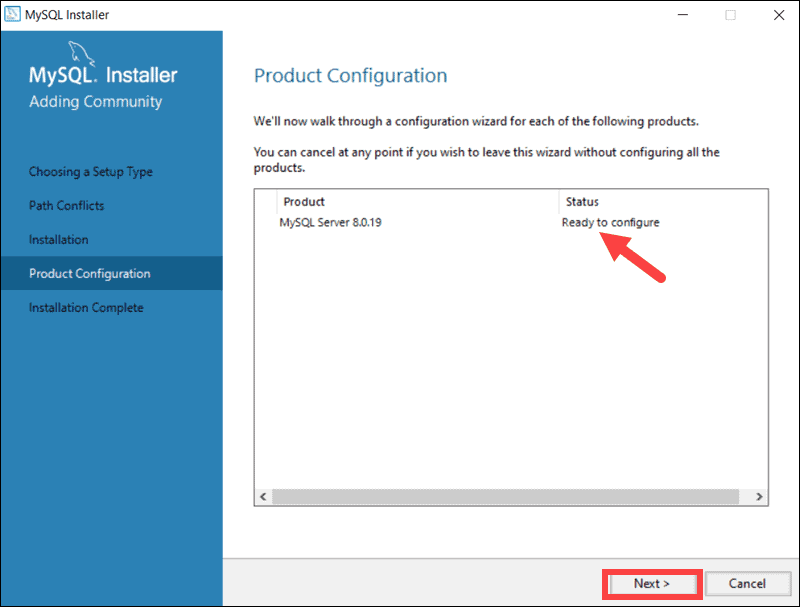 MySQL Installer
MySQL. Installer
Adding Community
Choosing a Setup Type
Path Conflicts
Installation
Product Configuration
Installation Complete
Product Configuration
We'll now walk through a configuration wizard for each of the following products.
You can cancel at any point if you wish to leave this wizard without configuring all the
products.
Product Status
MySQL Server 8.0.19 Ready to configure
Next > Cancel